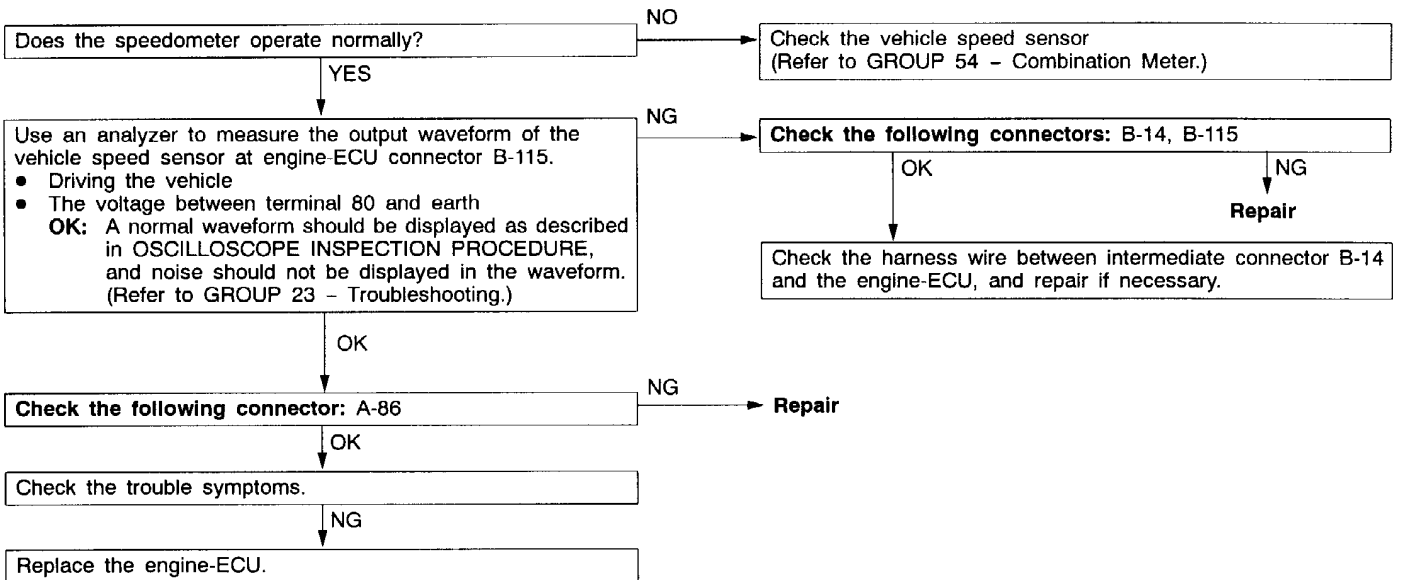 Does the speedometer operate normally?
NO
Check the vehicle speed sensor
(Refer to GROUP 54 – Combination Meter.)
YES
Use an analyzer to measure the output waveform of the
vehicle speed sensor at engine-ECU connector B-115.
● Driving the vehicle
● The voltage between terminal 80 and earth
OK: A normal waveform should be displayed as described
in OSCILLOSCOPE INSPECTION PROCEDURE,
and noise should not be displayed in the waveform.
(Refer to GROUP 23 – Troubleshooting.)
NG
Check the following connectors: B-14, B-115
OK
NG
Repair
Check the harness wire between intermediate connector B-14
and the engine-ECU, and repair if necessary.
OK
Check the following connector: A-86
NG
Repair
OK
Check the trouble symptoms.
NG
Replace the engine-ECU.